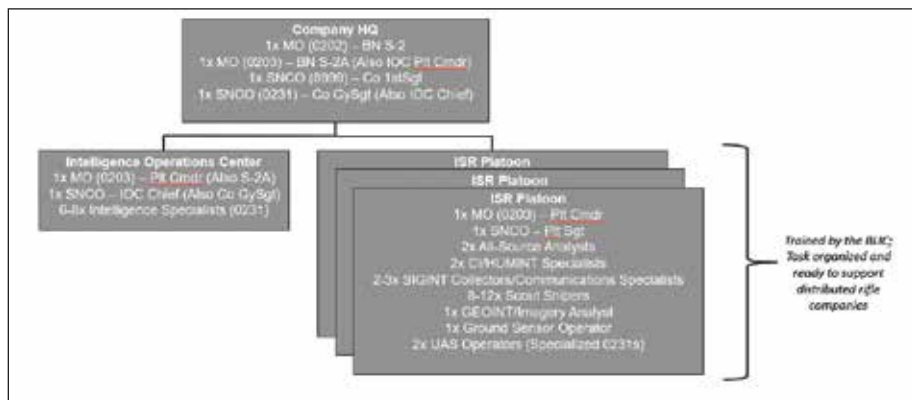 Company HQ
1x MO (0202) – BN S-2
1x MO (0203) – BN S-2A (Also IOC Plt Cmdr)
1x SNCO (8999) – Co 1stSgt
1x SNCO (0231) – Co GySgt (Also IOC Chief)
Intelligence Operations Center
1x MO (0203) – Plt Cmdr (Also S-2A)
1x SNCO – IOC Chief (Also Co GySgt)
6-8x Intelligence Specialists (0231)
ISR Platoon
ISR Platoon
ISR Platoon
1x MO (0203) – Plt Cmdr
1x SNCO – Plt Sgt
2x All-Source Analysts
2x CI/HUMINT Specialists
2-3x SIGINT Collectors/Communications Specialists
8-12x Scout Snipers
1x GEOINT/Imagery Analyst
1x Ground Sensor Operator
2x UAS Operators (Specialized 0231s)
Trained by the
Task organized and
ready to support
distributed rifle
companies